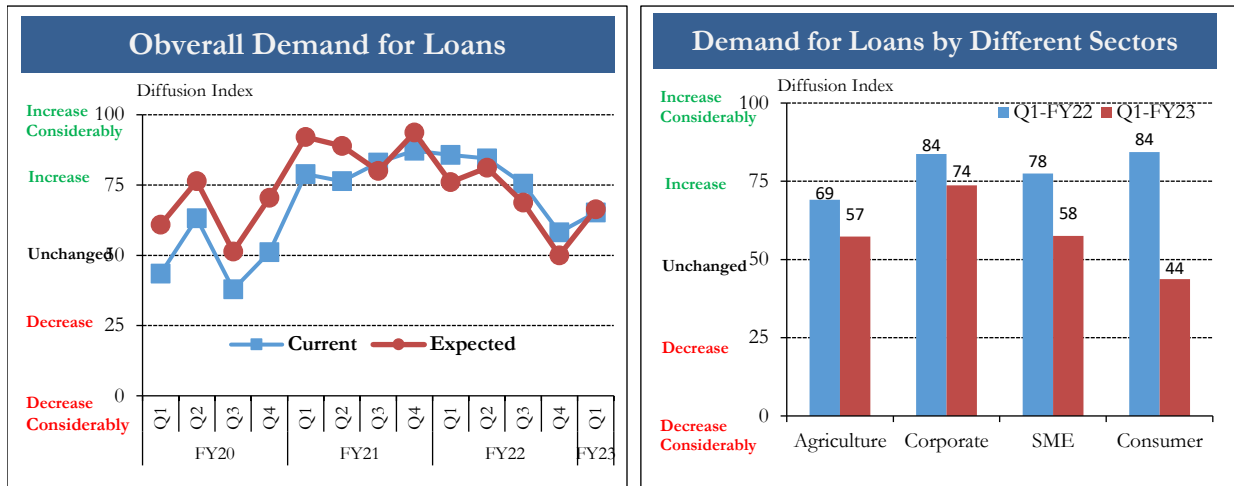 Obverall Demand for Loans
Diffusion Index
Increase
Considerably
100
Increase
75
Unchanged
50
Decrease
25
Current
Expected
0
Decrease
Considerably
Q1
Q2
Q3
Q4
Q1
Q2
Q3
Q4
Q1
Q2
Q3
Q4
Q1
FY20
FY21
FY22
FY23
Demand for Loans by Different Sectors
Diffusion Index
Increase
Considerably
100
Q1-FY22
Q1-FY23
Increase
75
Unchanged
50
Decrease
25
0
Decrease
Considerably
69
57
84
74
78
58
84
44
Agriculture
Corporate
SME
Consumer